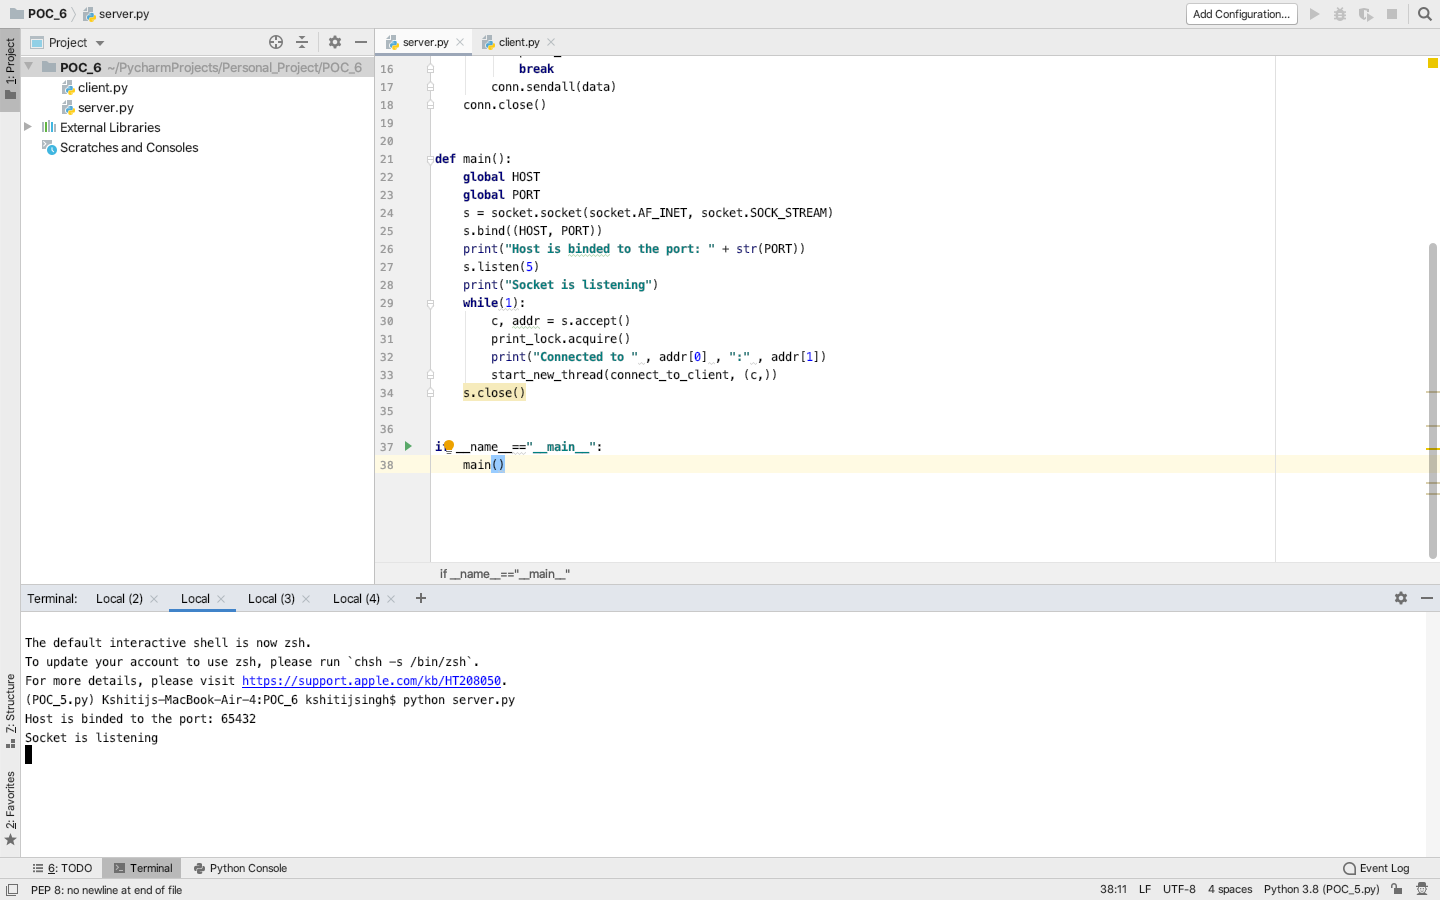 POC_6 server.py Add Configuration...
1: Project
Project
server.py client.py
POC_6 ~/PycharmProjects/Personal_Project/POC_6
client.py
server.py
External Libraries
Scratches and Consoles
16 break
17 conn.sendall(data)
18 conn.close()
19
20
21 def main():
22 global HOST
23 global PORT
24 s = socket.socket(socket.AF_INET, socket.SOCK_STREAM)
25 s.bind((HOST, PORT))
26 print("Host is binded to the port: " + str(PORT))
27 s.listen(5)
28 print("Socket is listening")
29 while(1):
30 c, addr = s.accept()
31 print_lock.acquire()
32 print("Connected to " , addr[0] , ":" , addr[1])
33 start_new_thread(connect_to_client, (c,))
34 s.close()
35
36
37 if __name__=="__main__":
38 main()
if __name__=="__main__"
Terminal: Local (2) Local Local (3) Local (4)
The default interactive shell is now zsh.
To update your account to use zsh, please run `chsh -s /bin/zsh`.
For more details, please visit https://support.apple.com/kb/HT208050.
(POC_5.py) Kshitijs-MacBook-Air-4:POC_6 kshitijsingh$ python server.py
Host is binded to the port: 65432
Socket is listening
Z: Structure
2: Favorites
6: TODO Terminal Python Console Event Log
PEP 8: no newline at end of file 38:11 LF UTF-8 4 spaces Python 3.8 (POC_5.py)